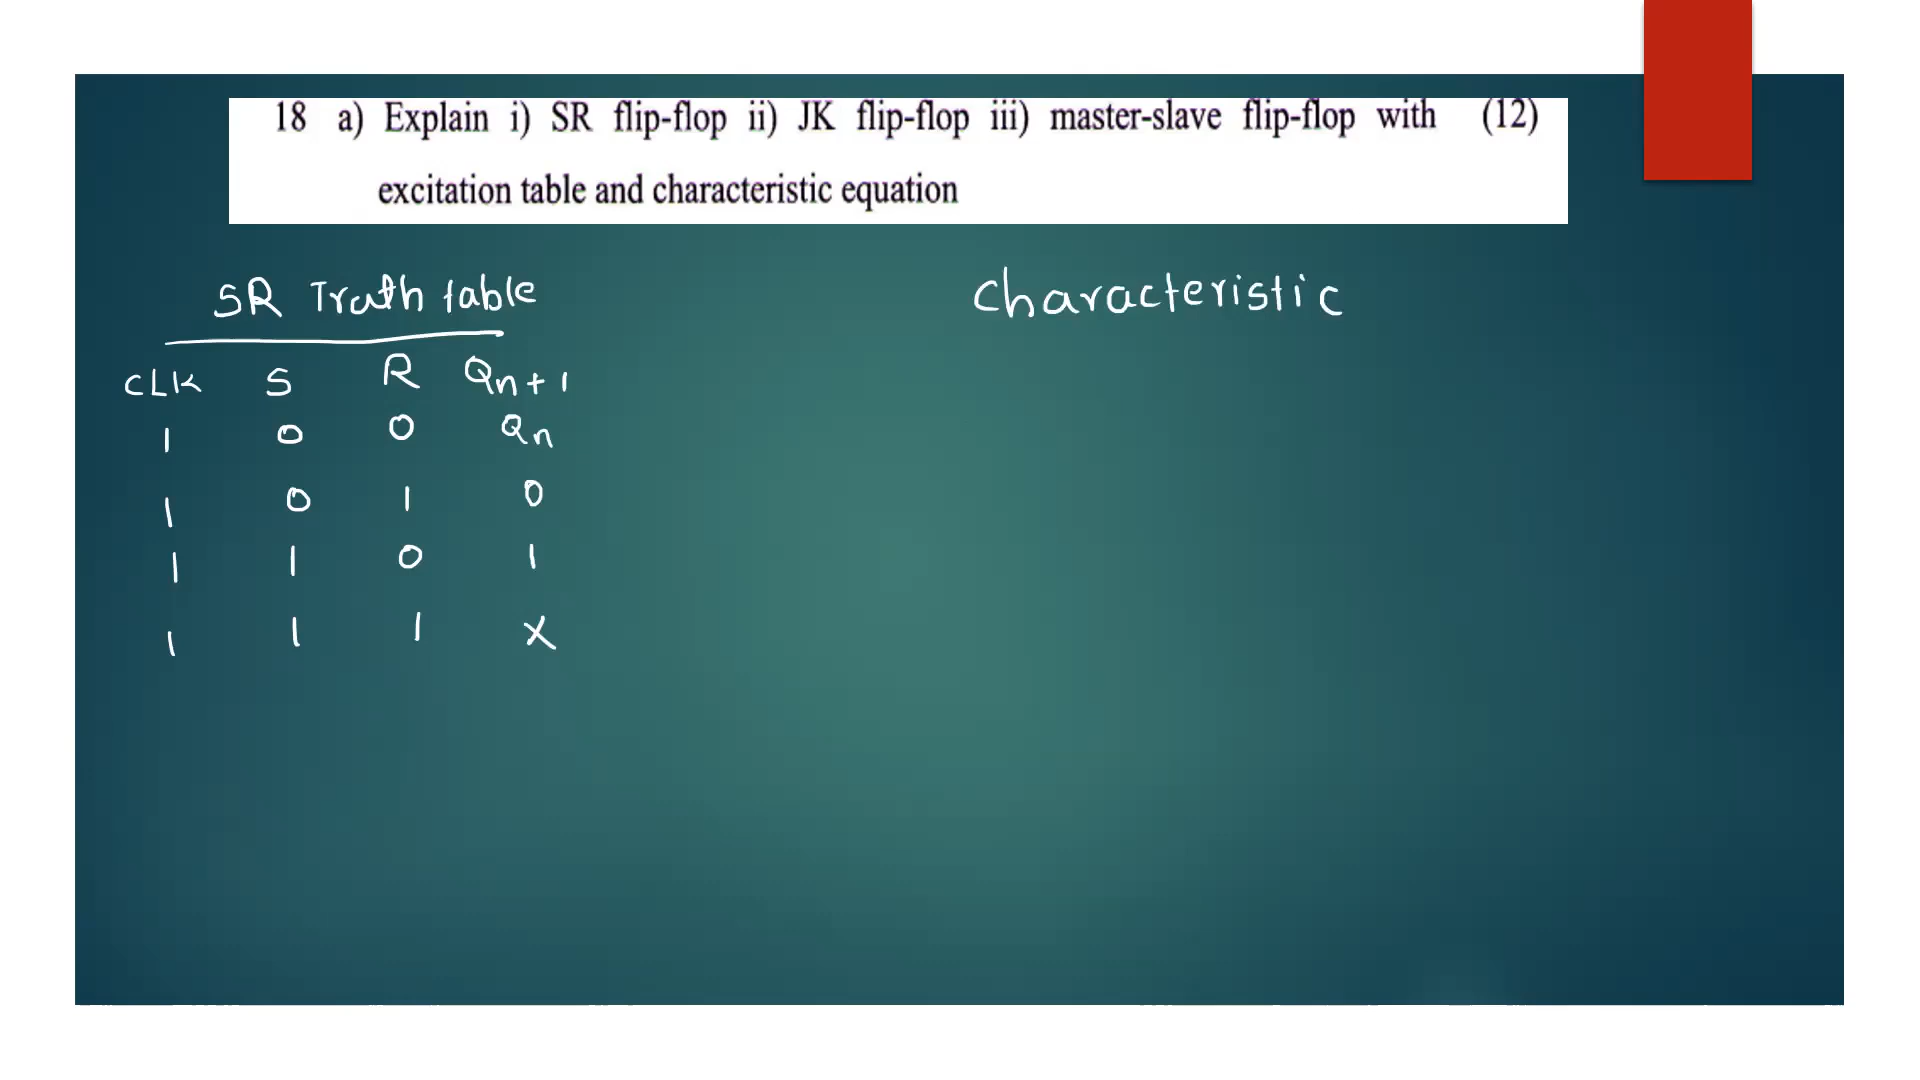 18 a) Explain i) SR flip-flop ii) JK flip-flop iii) master-slave flip-flop with (12)
excitation table and characteristic equation
SR Truth table
CLK S R Qn+1
1 0 0 Qn
1 0 1 0
1 1 0 1
1 1 1 X
characteristic